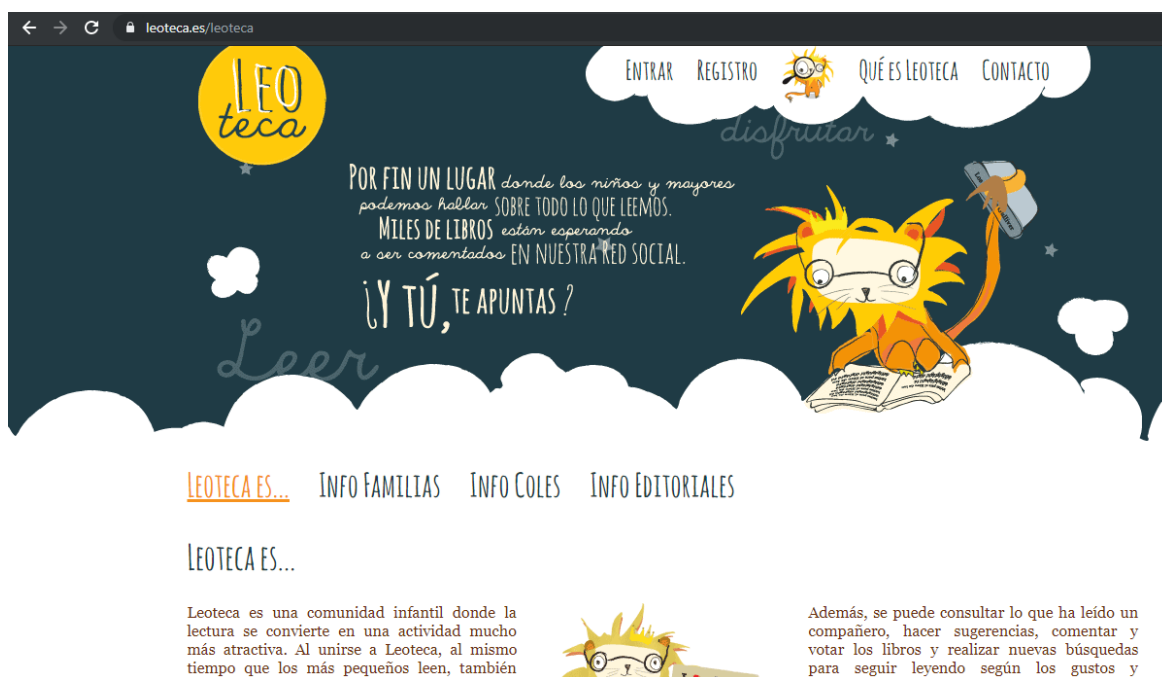 leoteca.es/leoteca
LEO
teca
ENTRAR REGISTRO QUÉ ES LEOTECA CONTACTO
disfrutar
POR FIN UN LUGAR donde los niños y mayores
podemos hablar SOBRE TODO LO QUE LEEMOS.
MILES DE LIBROS están esperando
a ser comentados EN NUESTRA RED SOCIAL.
¿Y TÚ, TE APUNTAS?
Leer
LEOTECA ES... INFO FAMILIAS INFO COLES INFO EDITORIALES
LEOTECA ES...
Leoteca es una comunidad infantil donde la
lectura se convierte en una actividad mucho
más atractiva. Al unirse a Leoteca, al mismo
tiempo que los más pequeños leen, también
Además, se puede consultar lo que ha leído un
compañero, hacer sugerencias, comentar y
votar los libros y realizar nuevas búsquedas
para seguir leyendo según los gustos y